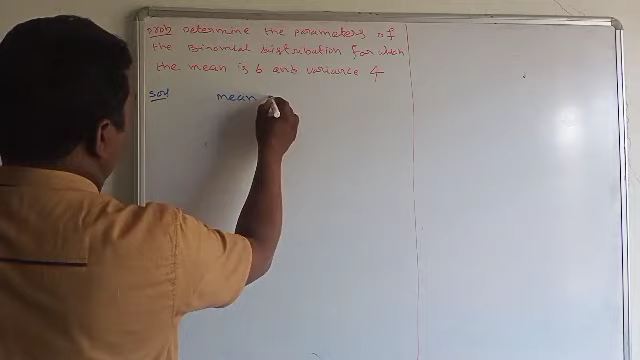 prob Determine the parameters of
the Binomial Distribution for which
the mean is 6 and variance 4
Sol mean